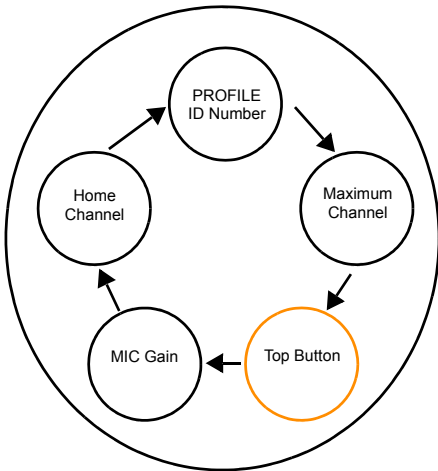 PROFILE
ID Number
Home
Channel
Maximum
Channel
MIC Gain
Top Button